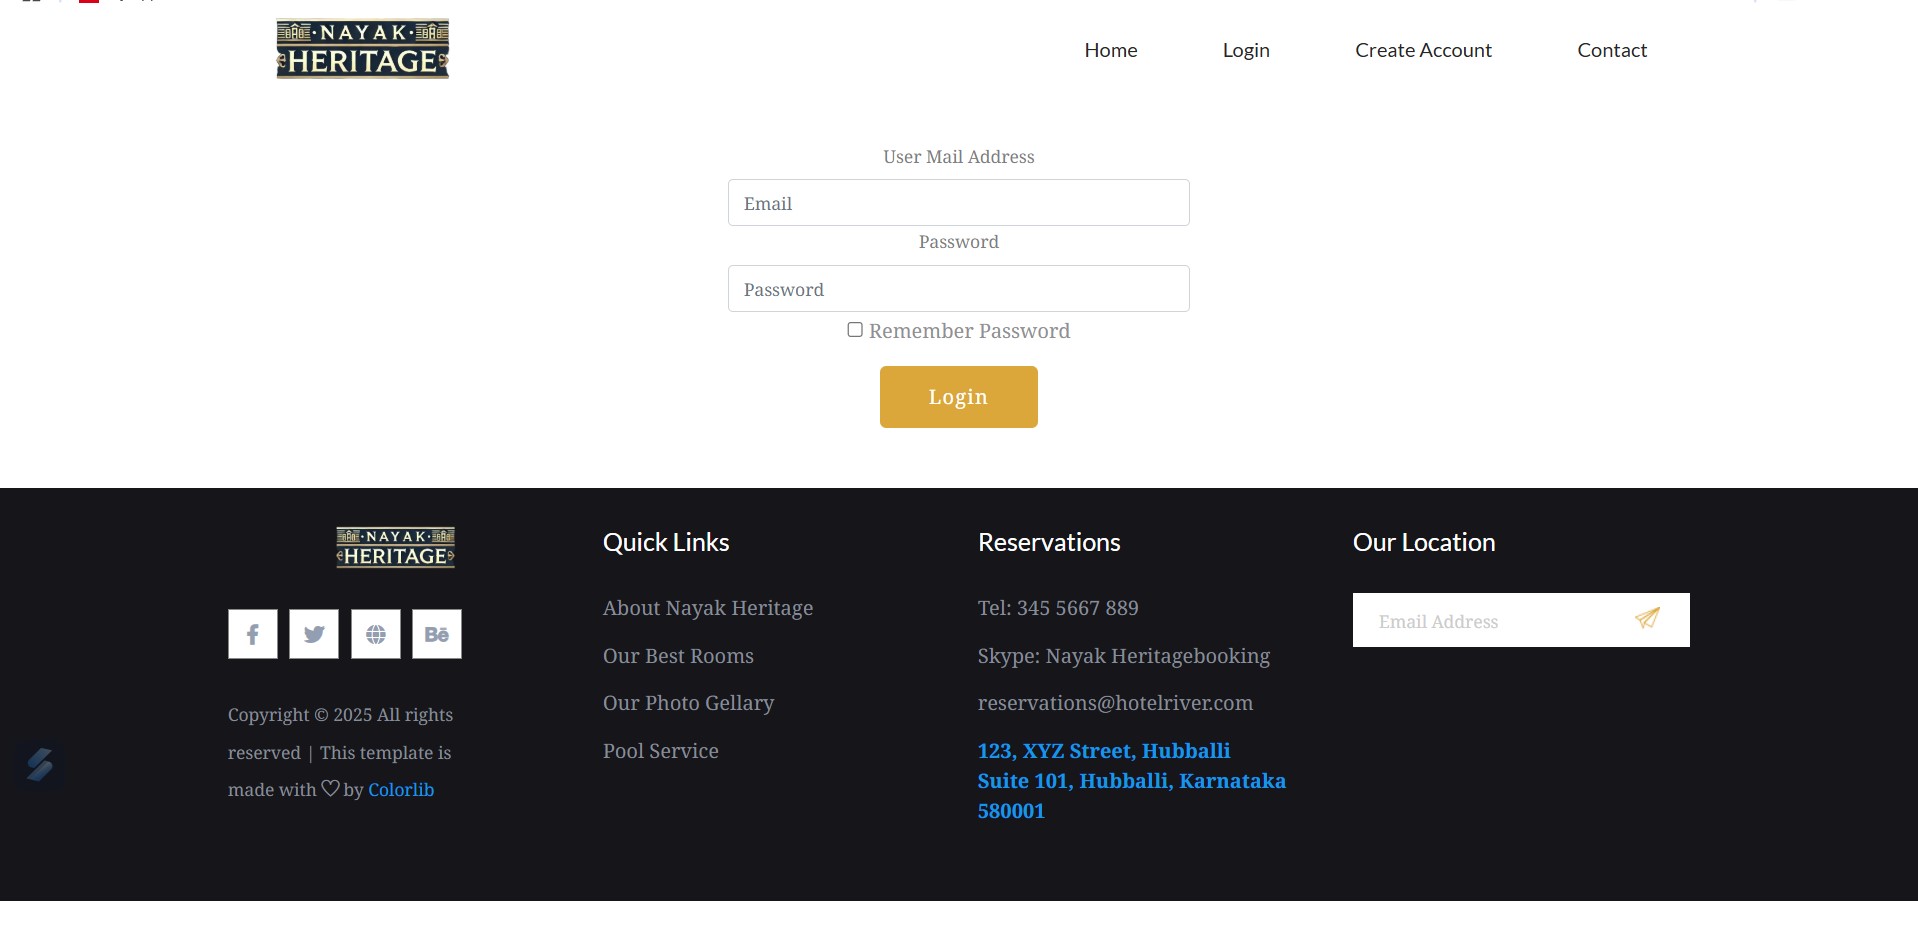 NAYAK
HERITAGE
Home
Login
Create Account
Contact
User Mail Address
Email
Password
Password
Remember Password
Login
NAYAK
HERITAGE
Bē
Copyright © 2025 All rights
reserved | This template is
made with ♡ by Colorlib
Quick Links
About Nayak Heritage
Our Best Rooms
Our Photo Gellary
Pool Service
Reservations
Tel: 345 5667 889
Skype: Nayak Heritagebooking
reservations@hotelriver.com
123, XYZ Street, Hubballi
Suite 101, Hubballi, Karnataka
580001
Our Location
Email Address